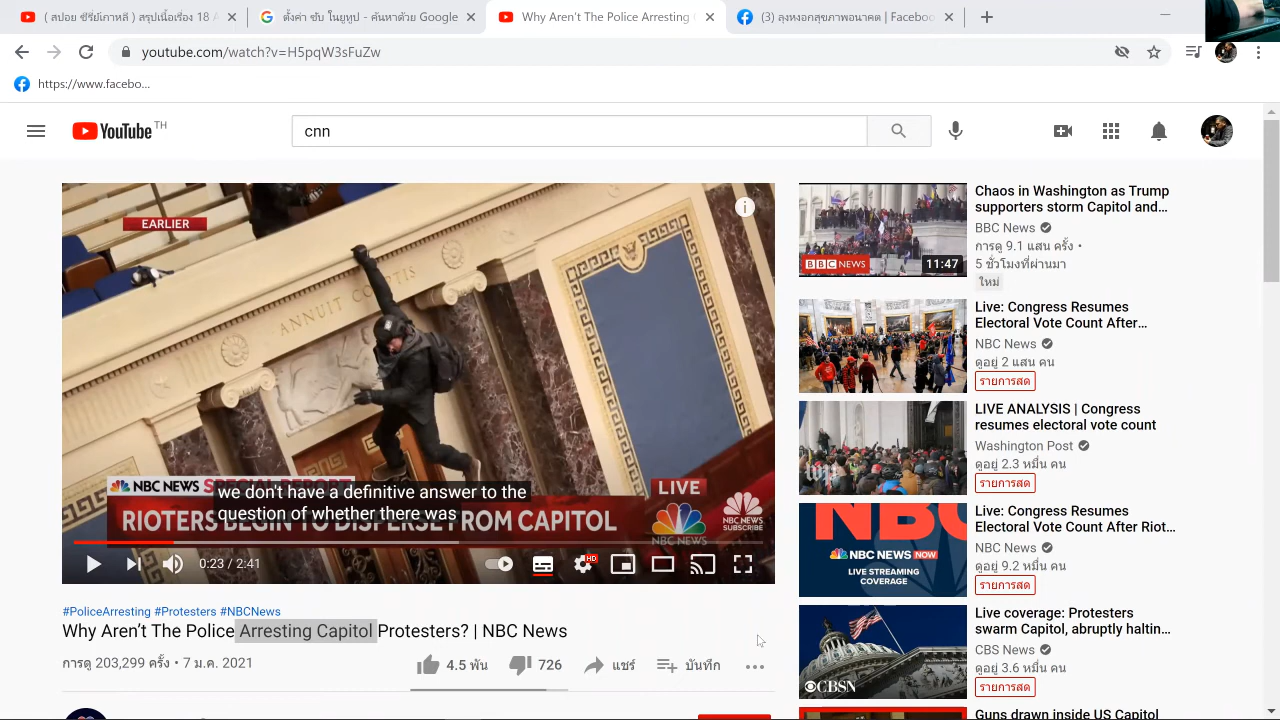 ( สปอย ซีรี่ย์เกาหลี ) สรุปเนื้อเรื่อง 18 A
ตั้งค่า ซับ ในยูทูป - ค้นหาด้วย Google
Why Aren't The Police Arresting C
(3) ลุงหงอกสุขภาพอนาคต | Faceboo
youtube.com/watch?v=H5pqW3sFuZw
https://www.facebo...
YouTube TH
cnn
EARLIER
NBC NEWS
we don't have a definitive answer to the
question of whether there was
RIOTERS BEGIN TO DISPERSE FROM CAPITOL
LIVE
NBC NEWS
NBC
NEWS
SUBSCRIBE
0:23 / 2:41
HD
#PoliceArresting #Protesters #NBCNews
Why Aren't The Police Arresting Capitol Protesters? | NBC News
การดู 203,299 ครั้ง • 7 ม.ค. 2021
4.5 พัน
726
แชร์
บันทึก
BBC NEWS
11:47
Chaos in Washington as Trump
supporters storm Capitol and...
BBC News
การดู 9.1 แสน ครั้ง •
5 ชั่วโมงที่ผ่านมา
ใหม่
Live: Congress Resumes
Electoral Vote Count After...
NBC News
ดูอยู่ 2 แสน คน
รายการสด
wp
LIVE ANALYSIS | Congress
resumes electoral vote count
Washington Post
ดูอยู่ 2.3 หมื่น คน
รายการสด
NBC
NBC NEWS NOW
LIVE STREAMING
COVERAGE
Live: Congress Resumes
Electoral Vote Count After Riot...
NBC News
ดูอยู่ 9.2 หมื่น คน
รายการสด
CBSN
Live coverage: Protesters
swarm Capitol, abruptly haltin...
CBS News
ดูอยู่ 3.6 หมื่น คน
รายการสด
Guns drawn inside US Capitol